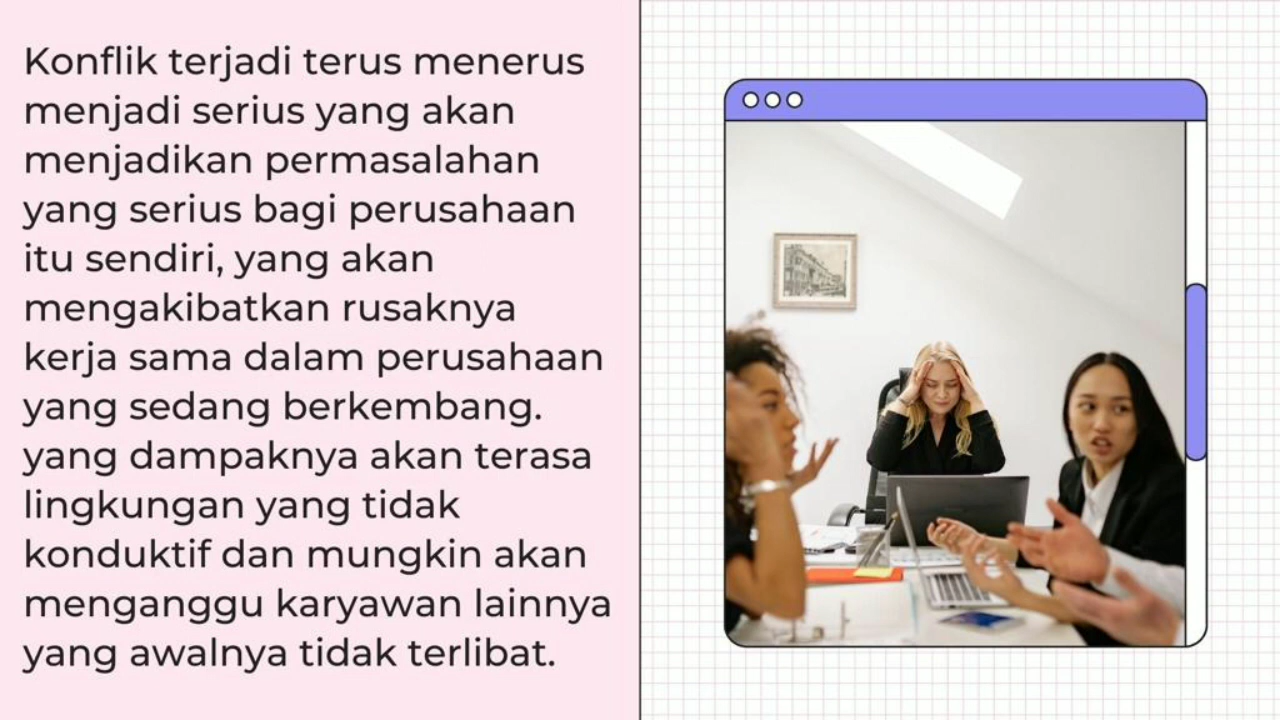 Konflik terjadi terus menerus
menjadi serius yang akan
menjadikan permasalahan
yang serius bagi perusahaan
itu sendiri, yang akan
mengakibatkan rusaknya
kerja sama dalam perusahaan
yang sedang berkembang.
yang dampaknya akan terasa
lingkungan yang tidak
konduktif dan mungkin akan
menganggu karyawan lainnya
yang awalnya tidak terlibat.